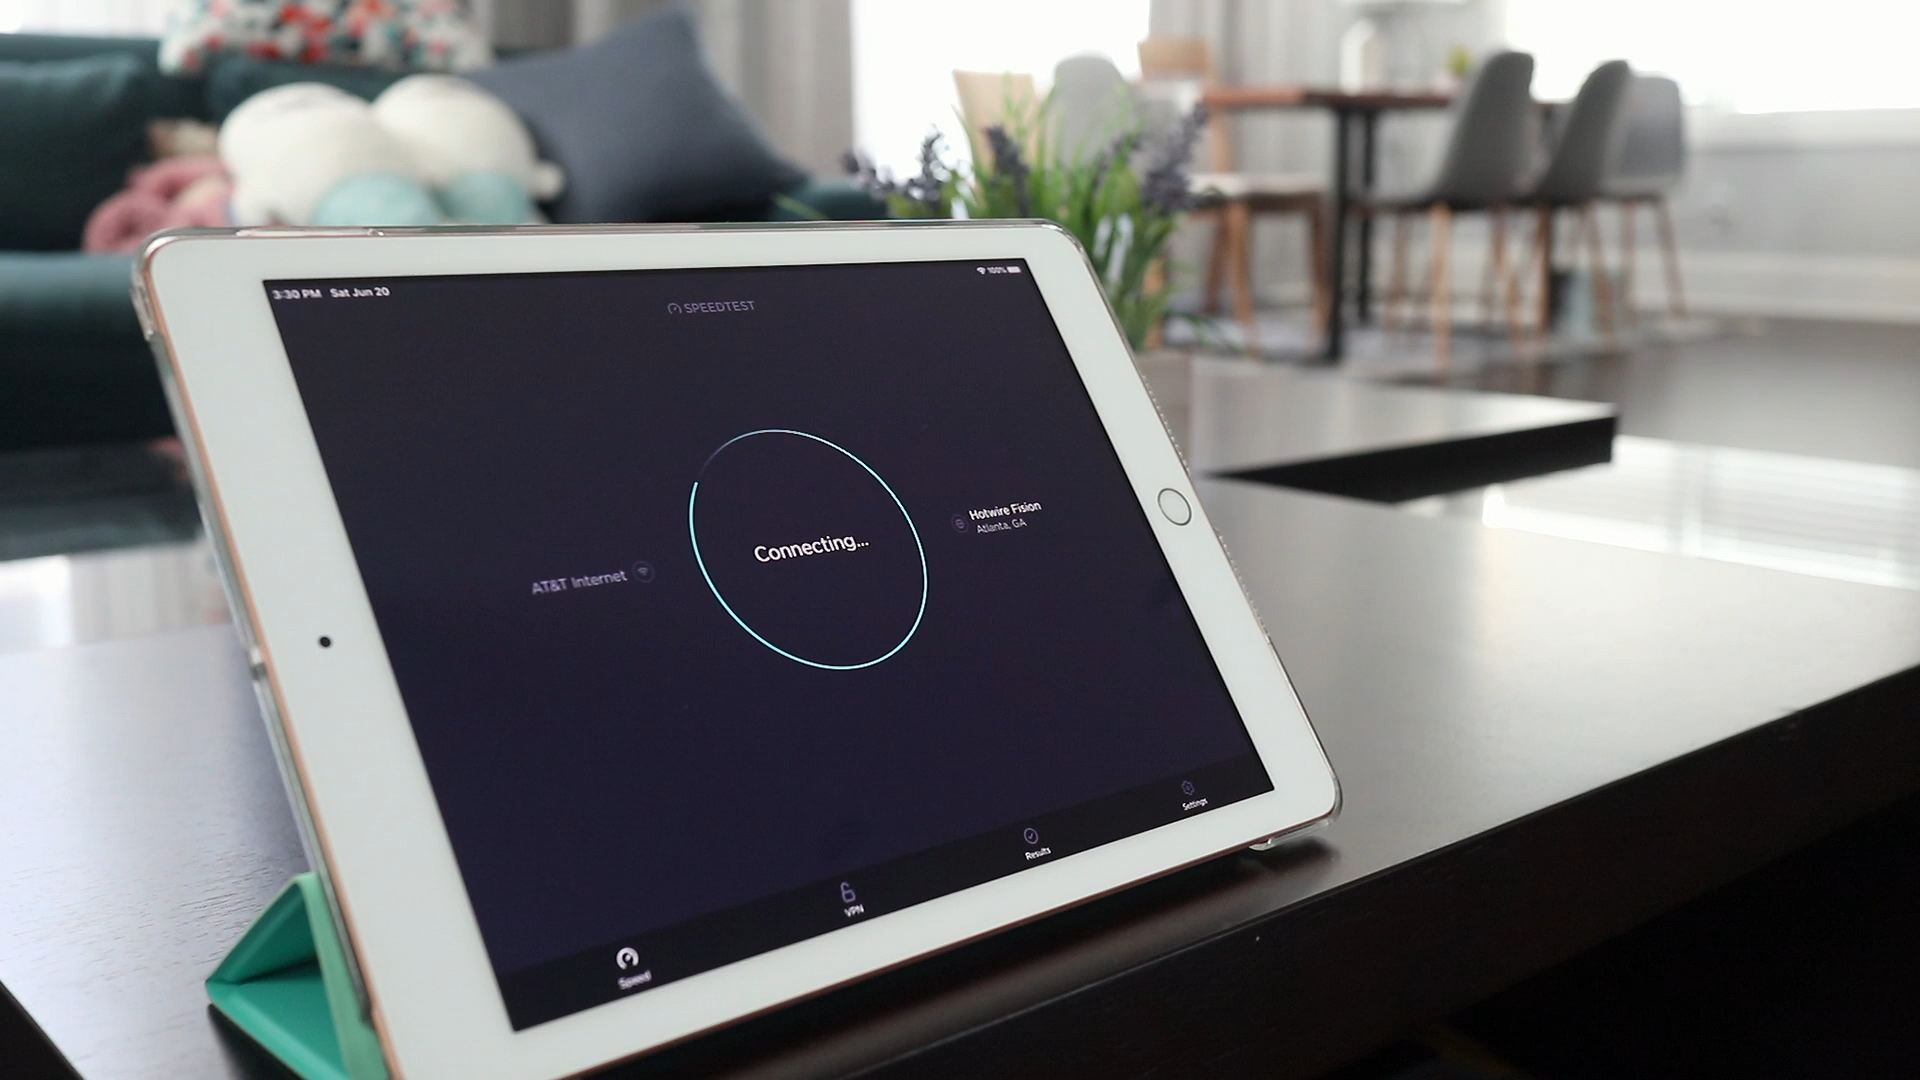 3:30 PM Sat Jun 20
100%
SPEEDTEST
Connecting...
Hotwire Fision
Atlanta, GA
AT&T Internet
Speed
VPN
Results
Settings